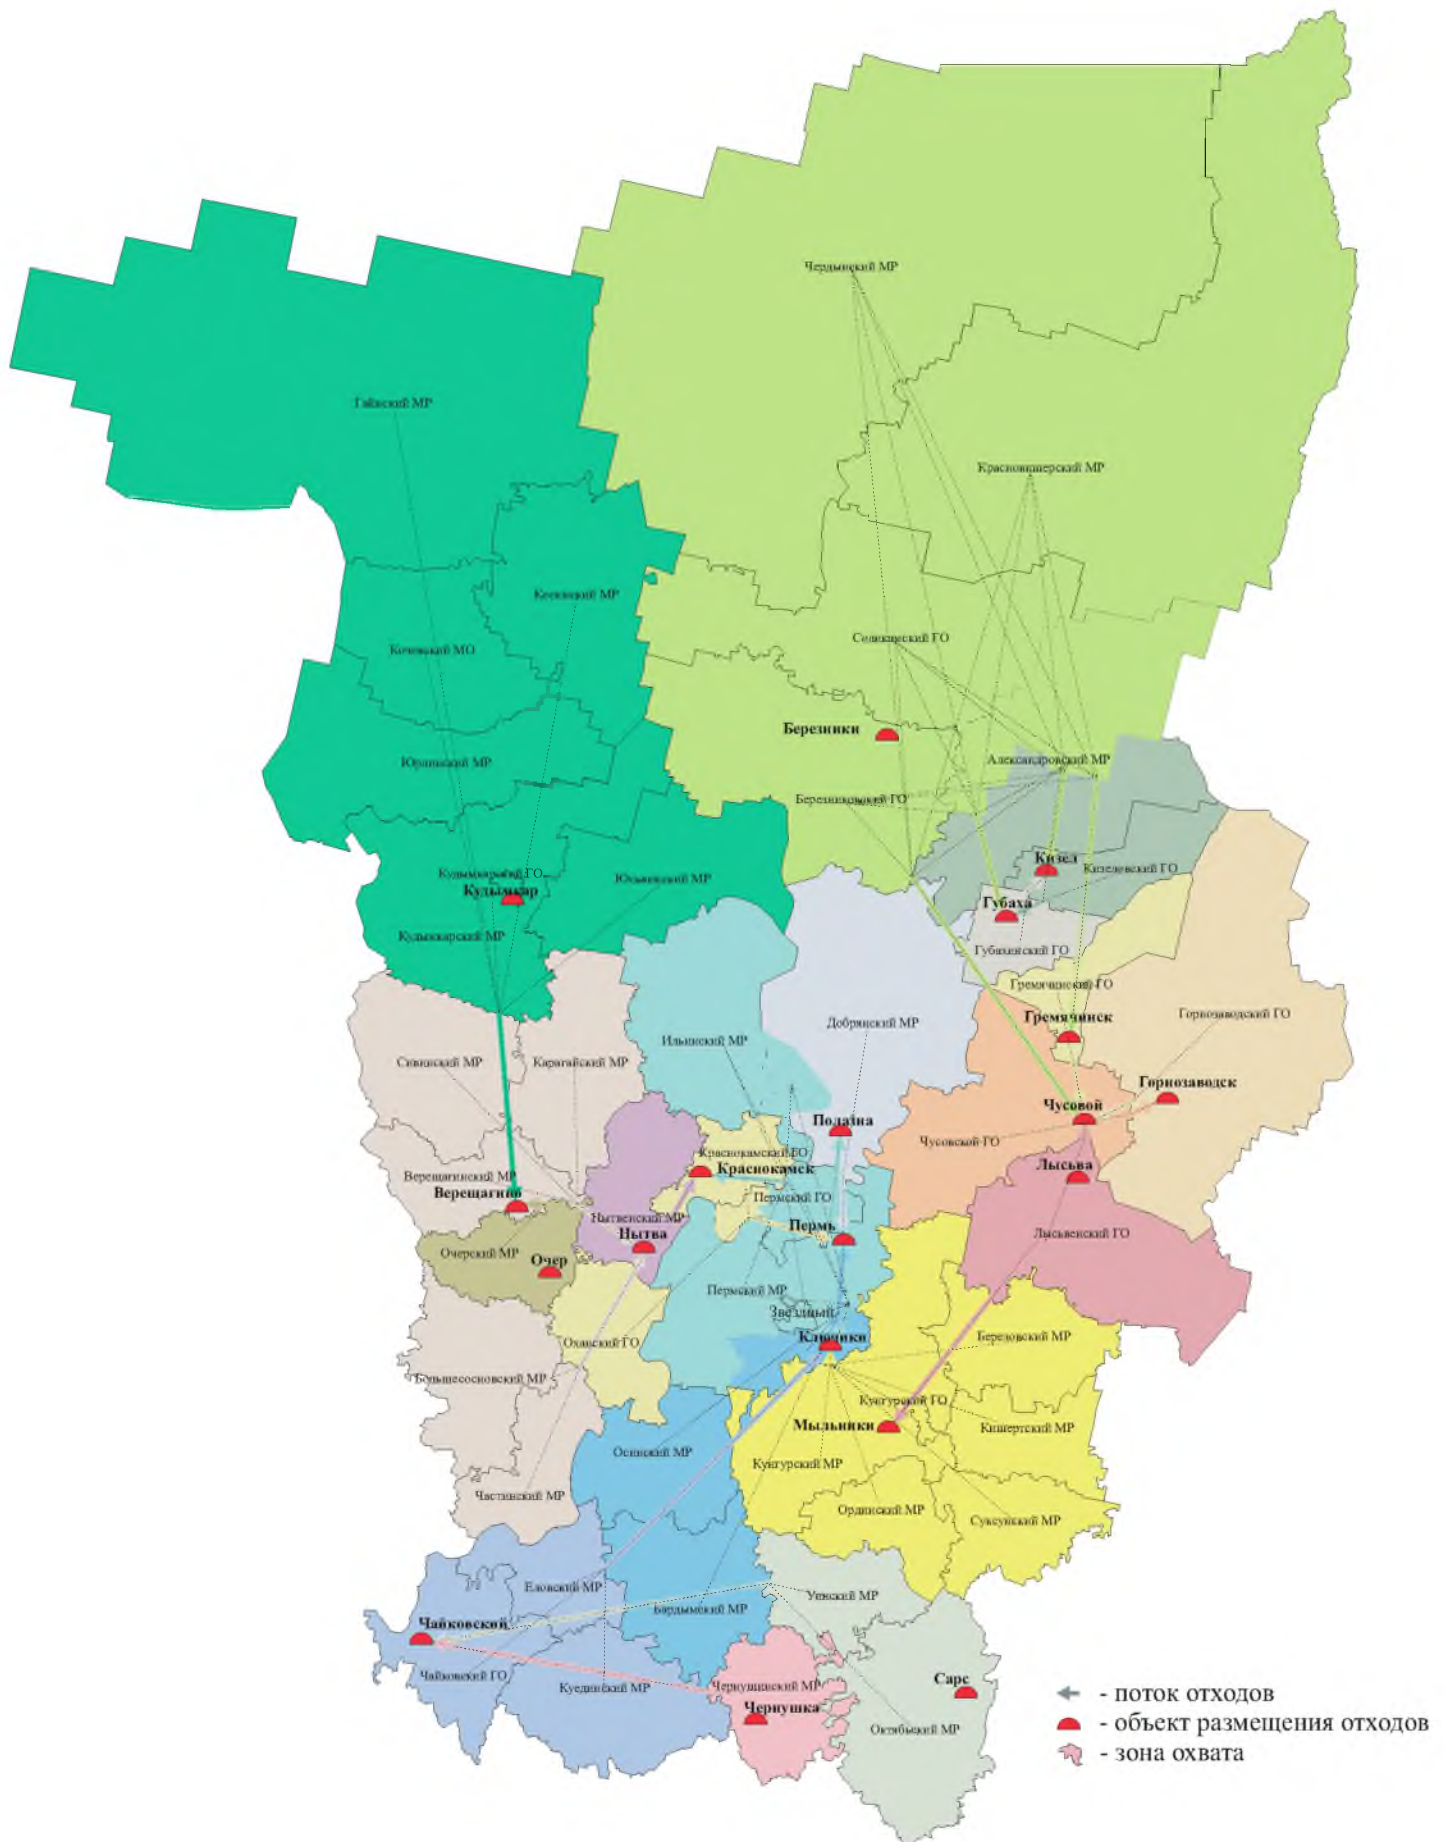 Чердынский МР
Гайнский МР
Красновишерский МР
Косинский МР
Соликамский ГО
Кочевский МО
Березники
Александровский МР
Юрлинский МР
Березниковский ГО
Кизел
Кизеловский ГО
Кудымкарский ГО
Юсьвинский МР
Кудымкар
Губаха
Кудымкарский МР
Губахинский ГО
Гремячинский ГО
Гремячинск
Горнозаводский ГО
Добрянский МР
Ильинский МР
Сивинский МР
Карагайский МР
Горнозаводск
Чусовой
Полазна
Чусовской ГО
Краснокамский ГО
Лысьва
Краснокамск
Верещагинский МР
Верещагино
Пермский ГО
Нытвенский МР
Пермь
Нытва
Лысьвенский ГО
Очерский МР
Очер
Пермский МР
Звездный
Ключики
Березовский МР
Оханский ГО
Большесосновский МР
Кунгурский ГО
Мыльники
Кишертский МР
Осинский МР
Кунгурский МР
Частинский МР
Ординский МР
Суксунский МР
Еловский МР
Уинский МР
Бардымский МР
Чайковский
Чайковский ГО
Куединский МР
Чернушинский МР
Сарс
Чернушка
Октябьский МР
- поток отходов
- объект размещения отходов
- зона охвата